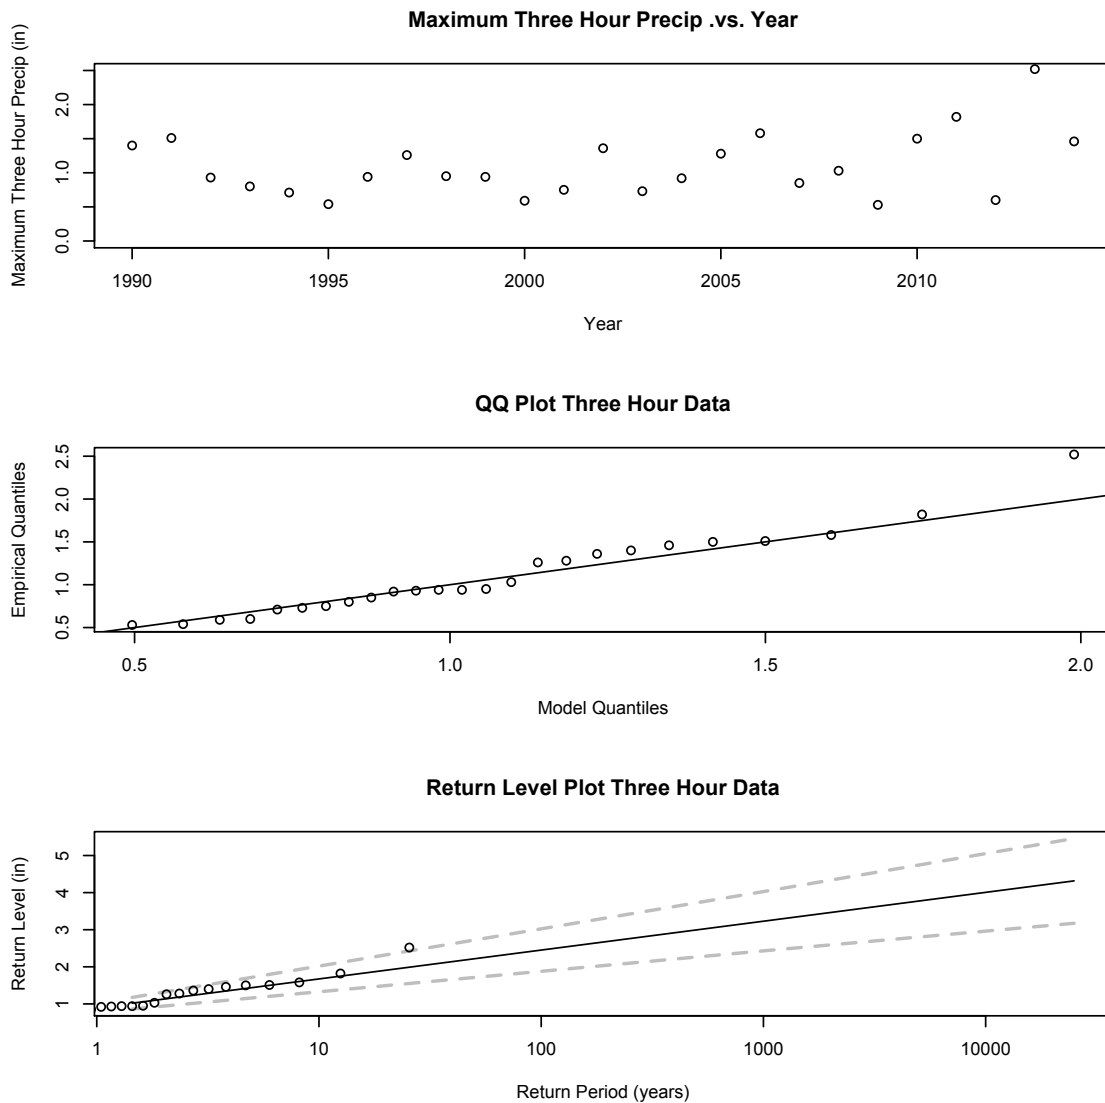 Maximum Three Hour Precip .vs. Year
Maximum Three Hour Precip (in)
0.0 1.0 2.0
1990 1995 2000 2005 2010
Year
QQ Plot Three Hour Data
Empirical Quantiles
0.5 1.0 1.5 2.0 2.5
0.5 1.0 1.5 2.0
Model Quantiles
Return Level Plot Three Hour Data
Return Level (in)
1 2 3 4 5
1 10 100 1000 10000
Return Period (years)